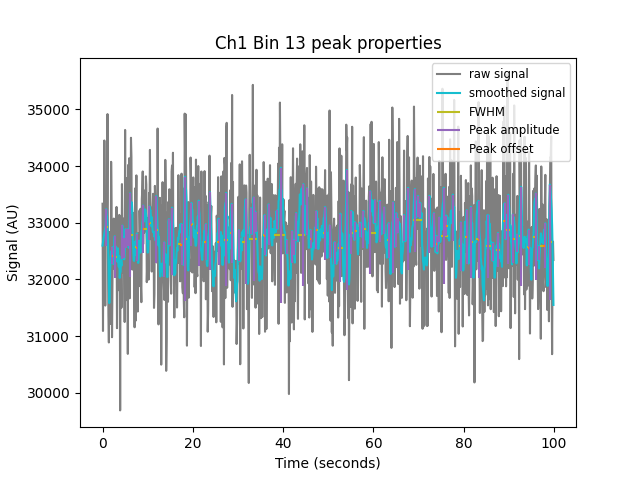 Ch1 Bin 13 peak properties
raw signal
smoothed signal
FWHM
Peak amplitude
Peak offset
Signal (AU)
35000
34000
33000
32000
31000
30000
0 20 40 60 80 100
Time (seconds)